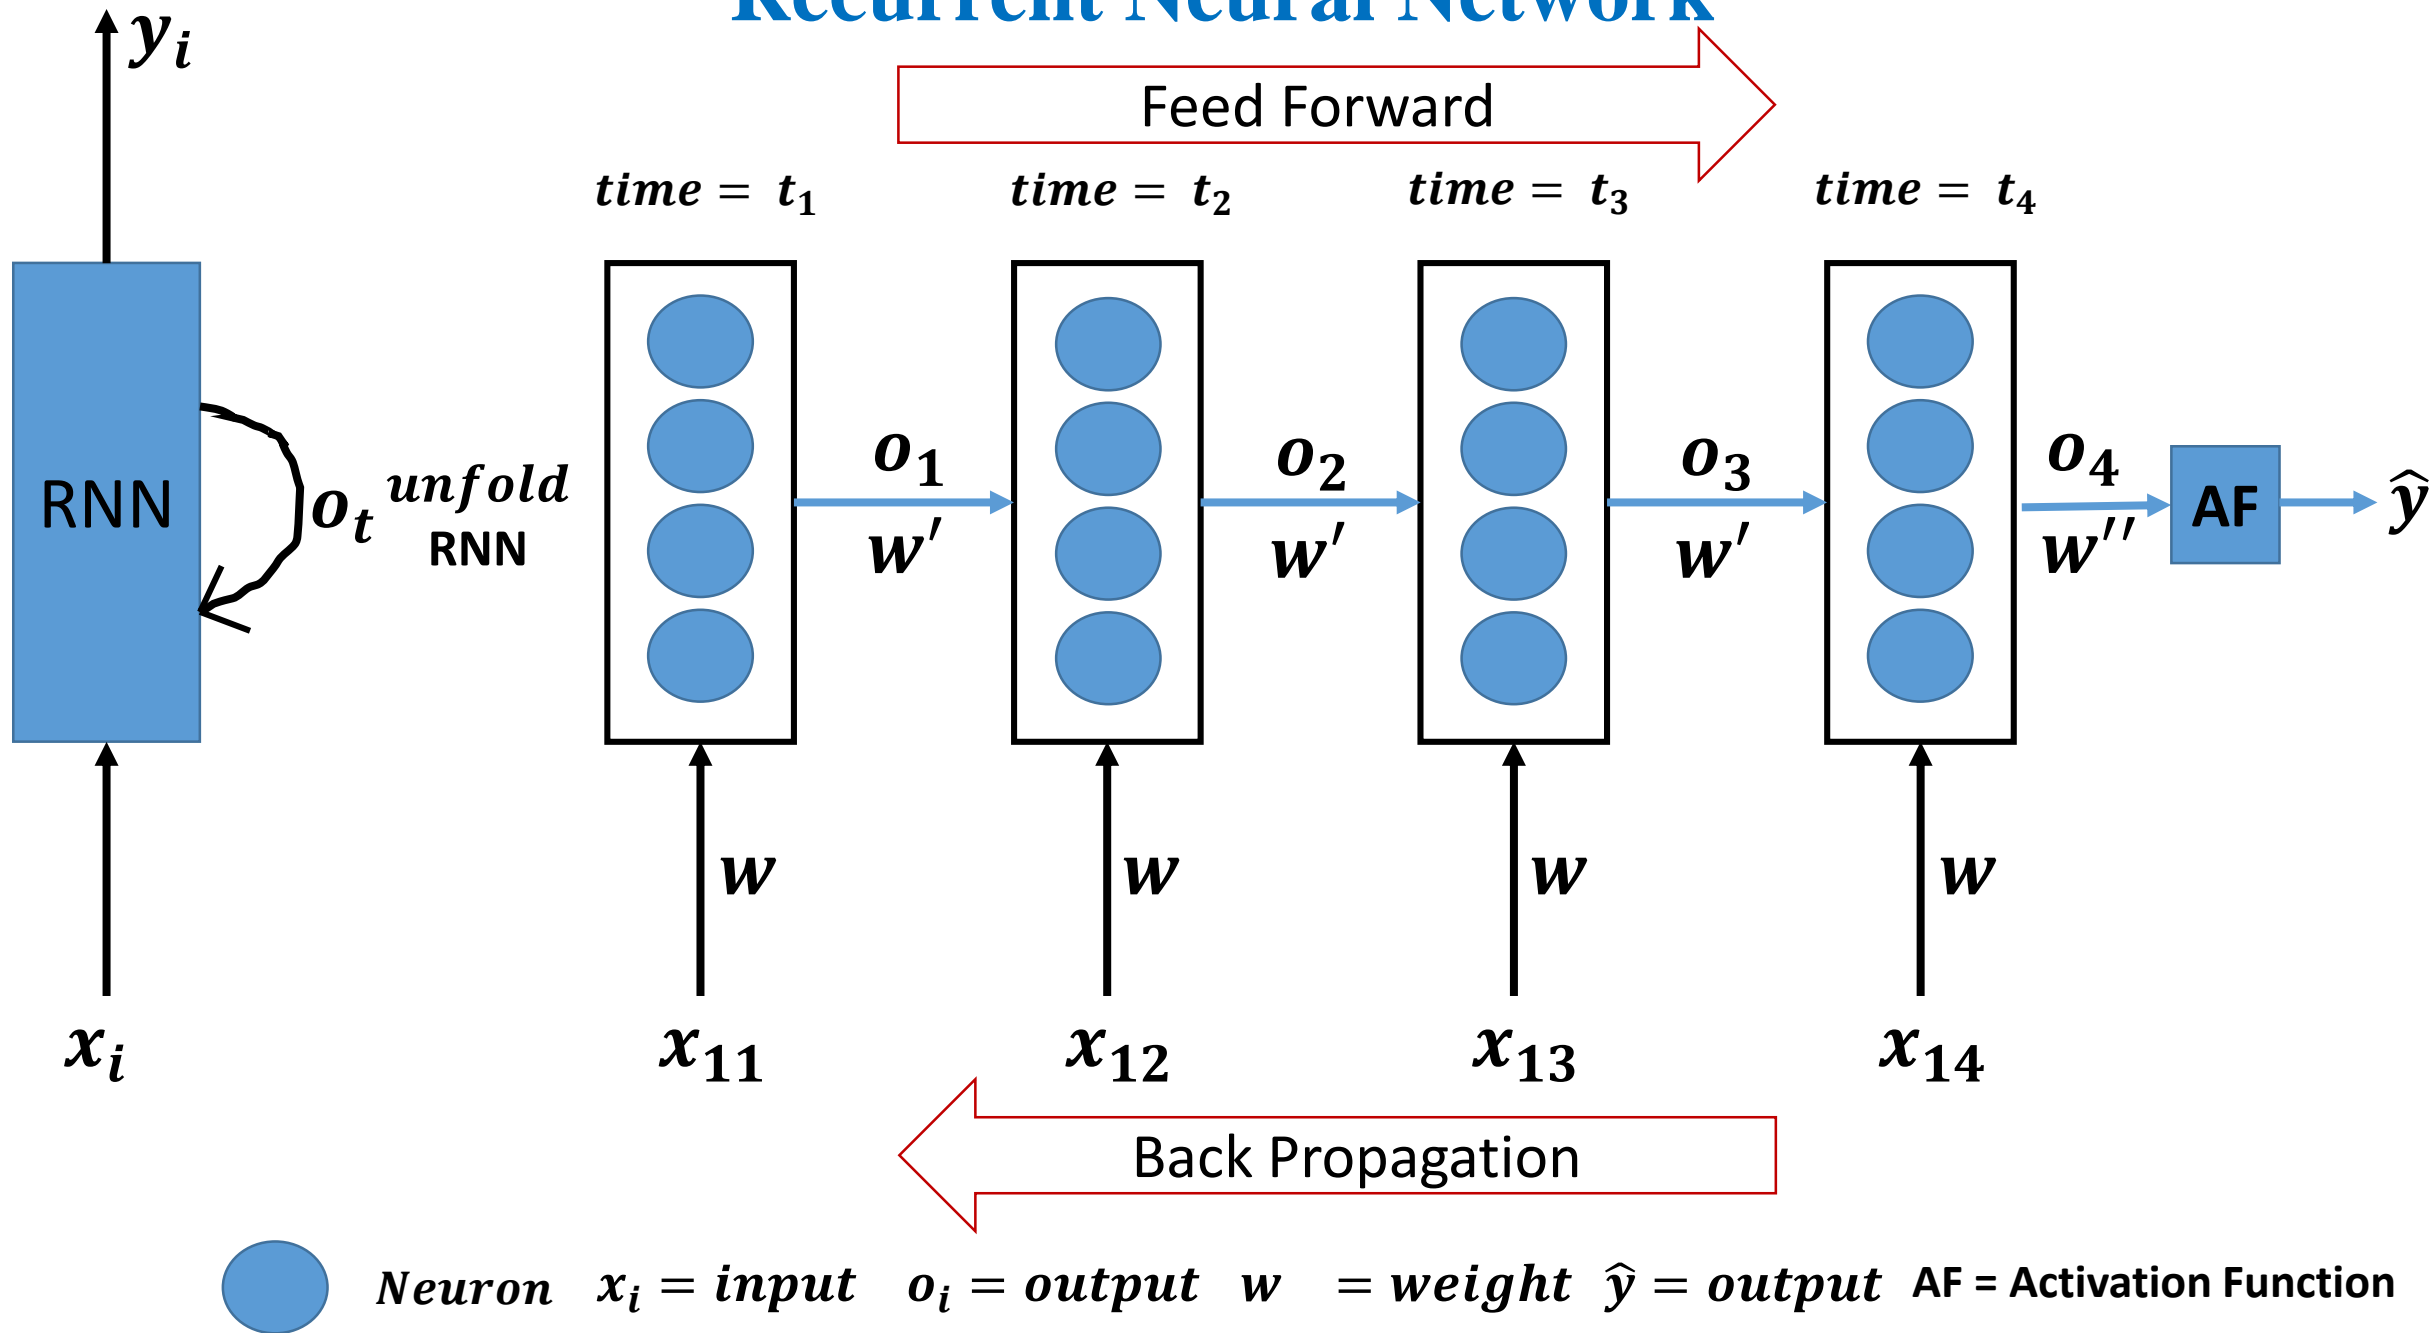 Recurrent Neural Network
yᵢ
Feed Forward
time = t₁ time = t₂ time = t₃ time = t₄
RNN
oₜ
unfold
RNN
o₁ o₂ o₃ o₄
w′ w′ w′ w′′
AF
ŷ
w w w w
xᵢ x₁₁ x₁₂ x₁₃ x₁₄
Back Propagation
Neuron xᵢ = input oᵢ = output w = weight ŷ = output AF = Activation Function